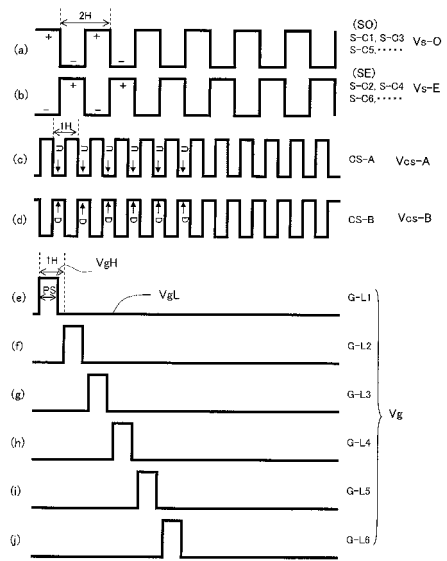 2H
(SO)
(a) + - + - S-C1, S-C3 Vs-O
S-C5, ‥‥‥
(SE)
(b) - + - + S-C2, S-C4 Vs-E
S-C6, ‥‥‥
1H
(c) U U U U U U CS-A Vcs-A
(d) D D D D D D CS-B Vcs-B
1H VgH
(e) PS VgL G-L1
(f) G-L2
(g) G-L3
Vg
(h) G-L4
(i) G-L5
(j) G-L6